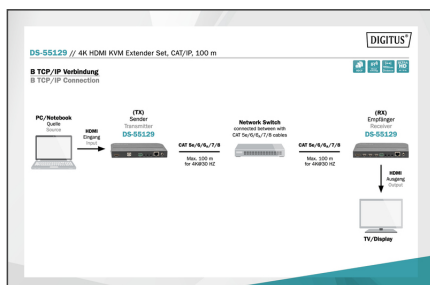 DIGITUS®
DS-55129 // 4K HDMI KVM Extender Set, CAT/IP, 100 m
B TCP/IP Verbindung
B TCP/IP Connection
PC/Notebook
Quelle
Source
HDMI
Eingang
Input
(TX)
Sender
Transmitter
DS-55129
CAT 5e/6/6A/7/8
Max. 100 m
for 4K@30 HZ
Network Switch
connected between with
CAT 5e/6/6A/7/8 cables
CAT 5e/6/6A/7/8
Max. 100 m
for 4K@30 HZ
(RX)
Empfänger
Receiver
DS-55129
HDMI
Ausgang
Output
TV/Display